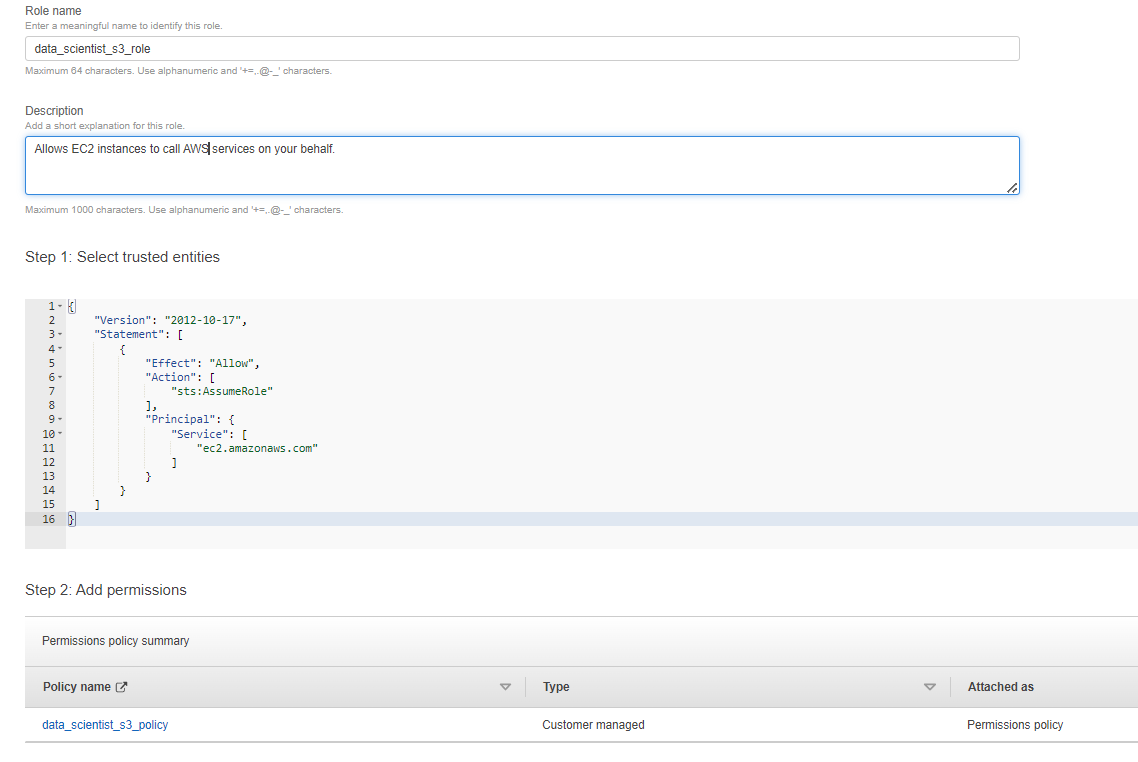 Role name
Enter a meaningful name to identify this role.
data_scientist_s3_role
Maximum 64 characters. Use alphanumeric and '+=,.@-_' characters.
Description
Add a short explanation for this role.
Allows EC2 instances to call AWS services on your behalf.
Maximum 1000 characters. Use alphanumeric and '+=,.@-_' characters.
Step 1: Select trusted entities
1 {
2 "Version": "2012-10-17",
3 "Statement": [
4 {
5 "Effect": "Allow",
6 "Action": [
7 "sts:AssumeRole"
8 ],
9 "Principal": {
10 "Service": [
11 "ec2.amazonaws.com"
12 ]
13 }
14 }
15 ]
16 }
Step 2: Add permissions
Permissions policy summary
Policy name Type Attached as
data_scientist_s3_policy Customer managed Permissions policy